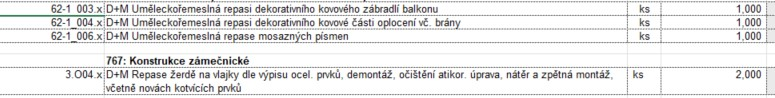 62-1_003.x D+M Uměleckořemeslná repasi dekorativního kovového zábradlí balkonu ks 1,000
62-1_004.x D+M Uměleckořemeslná repasi dekorativního kovové části oplocení vč. brány ks 1,000
62-1_006.x D+M Uměleckořemeslná repase mosazných písmen ks 1,000
767: Konstrukce zámečnické
3.O04.x D+M Repase žerdě na vlajky dle výpisu ocel. prvků, demontáž, očištění atikor. úprava, nátěr a zpětná montáž, ks 2,000
včetně novách kotvících prvků